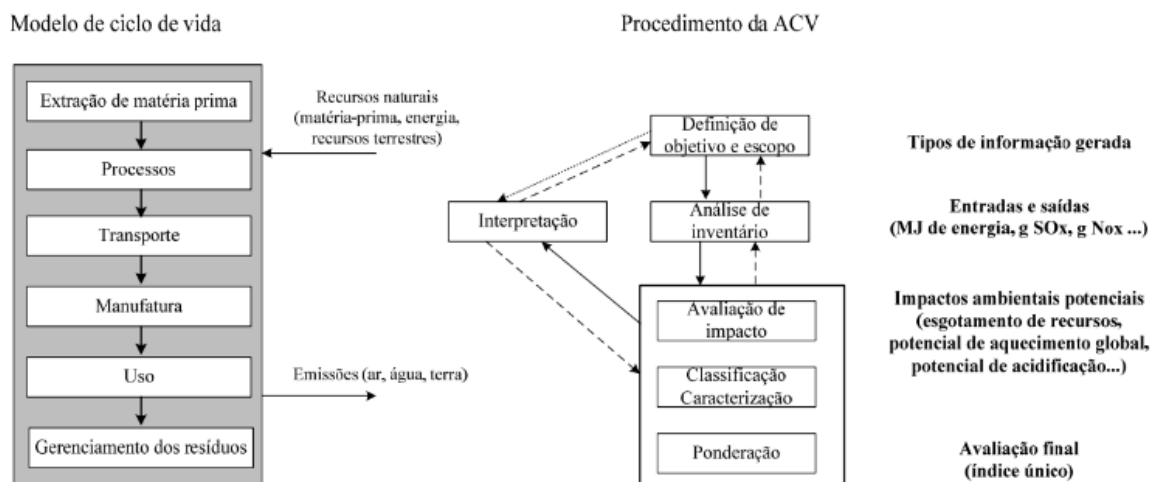 Modelo de ciclo de vida
Extração de matéria prima
Processos
Transporte
Manufatura
Uso
Gerenciamento dos resíduos
Recursos naturais
(matéria-prima, energia,
recursos terrestres)
Emissões (ar, água, terra)
Procedimento da ACV
Definição de
objetivo e escopo
Interpretação
Análise de
inventário
Avaliação de
impacto
Classificação
Caracterização
Ponderação
Tipos de informação gerada
Entradas e saídas
(MJ de energia, g SOx, g Nox ...)
Impactos ambientais potenciais
(esgotamento de recursos,
potencial de aquecimento global,
potencial de acidificação...)
Avaliação final
(índice único)